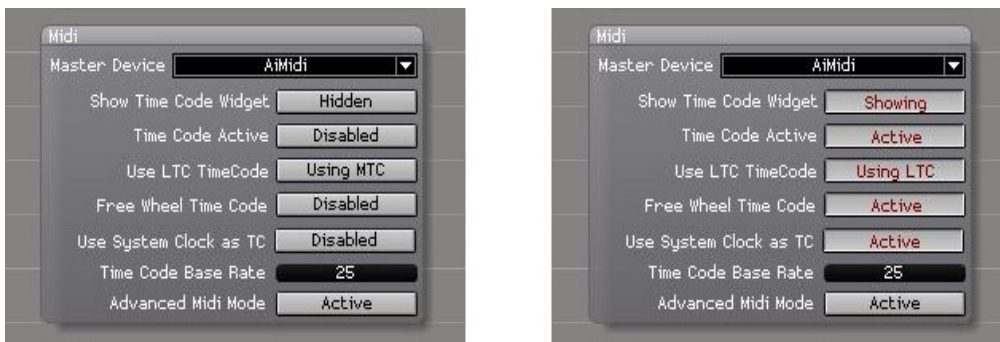 Midi
Master Device AiMidi
Show Time Code Widget Hidden
Time Code Active Disabled
Use LTC TimeCode Using MTC
Free Wheel Time Code Disabled
Use System Clock as TC Disabled
Time Code Base Rate 25
Advanced Midi Mode Active
Midi
Master Device AiMidi
Show Time Code Widget Showing
Time Code Active Active
Use LTC TimeCode Using LTC
Free Wheel Time Code Active
Use System Clock as TC Active
Time Code Base Rate 25
Advanced Midi Mode Active